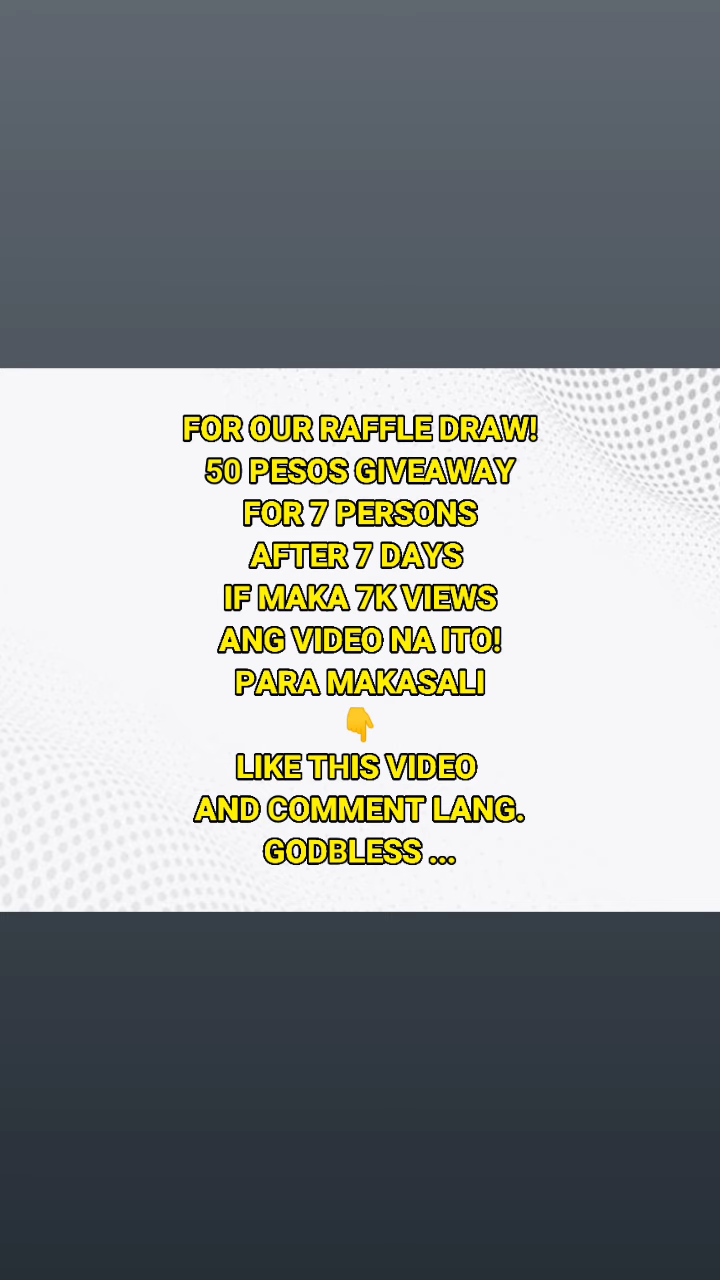 FOR OUR RAFFLE DRAW!
50 PESOS GIVEAWAY
FOR 7 PERSONS
AFTER 7 DAYS
IF MAKA 7K VIEWS
ANG VIDEO NA ITO!
PARA MAKASALI
👇
LIKE THIS VIDEO
AND COMMENT LANG.
GODBLESS ...